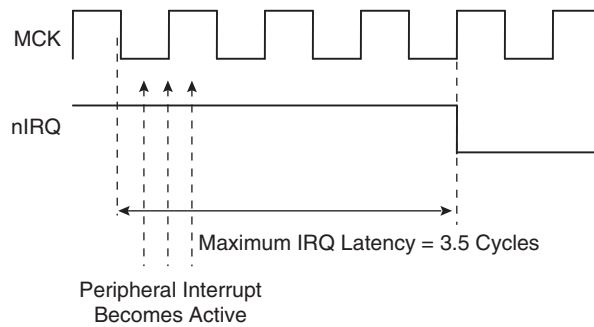 MCK
nIRQ
Maximum IRQ Latency = 3.5 Cycles
Peripheral Interrupt
Becomes Active